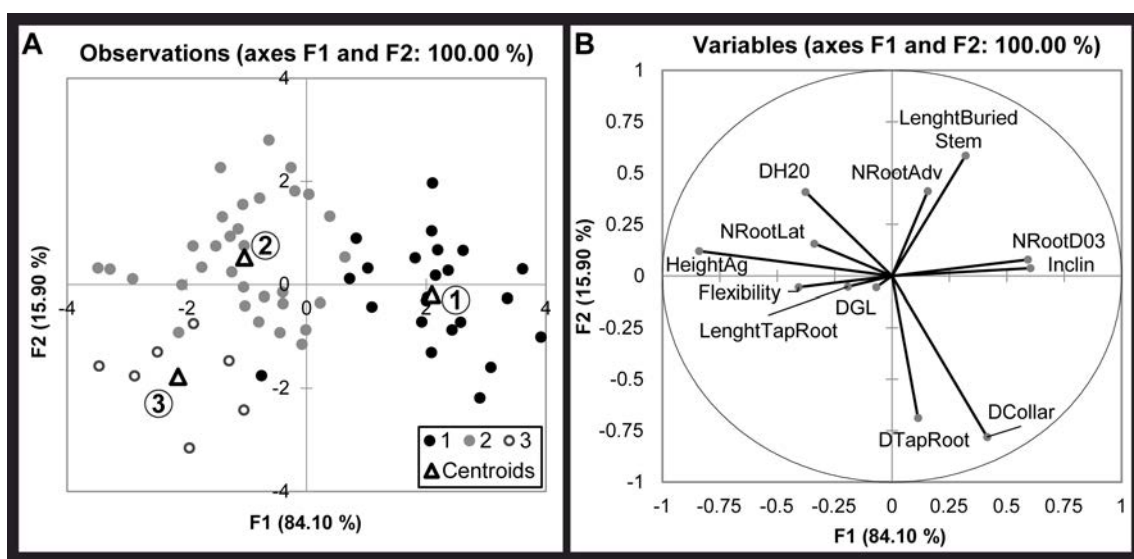 A
Observations (axes F1 and F2: 100.00 %)
4
2
0
-2
-4
-4
-2
0
2
4
F2 (15.90 %)
F1 (84.10 %)
2
1
3
1 2 3
Centroids
B
Variables (axes F1 and F2: 100.00 %)
1
0.75
0.5
0.25
0
-0.25
-0.5
-0.75
-1
-1
-0.75
-0.5
-0.25
0
0.25
0.5
0.75
1
F2 (15.90 %)
F1 (84.10 %)
LenghtBuried
Stem
DH20
NRootAdv
NRootLat
NRootD03
HeightAg
Inclin
Flexibility
DGL
LenghtTapRoot
DCollar
DTapRoot